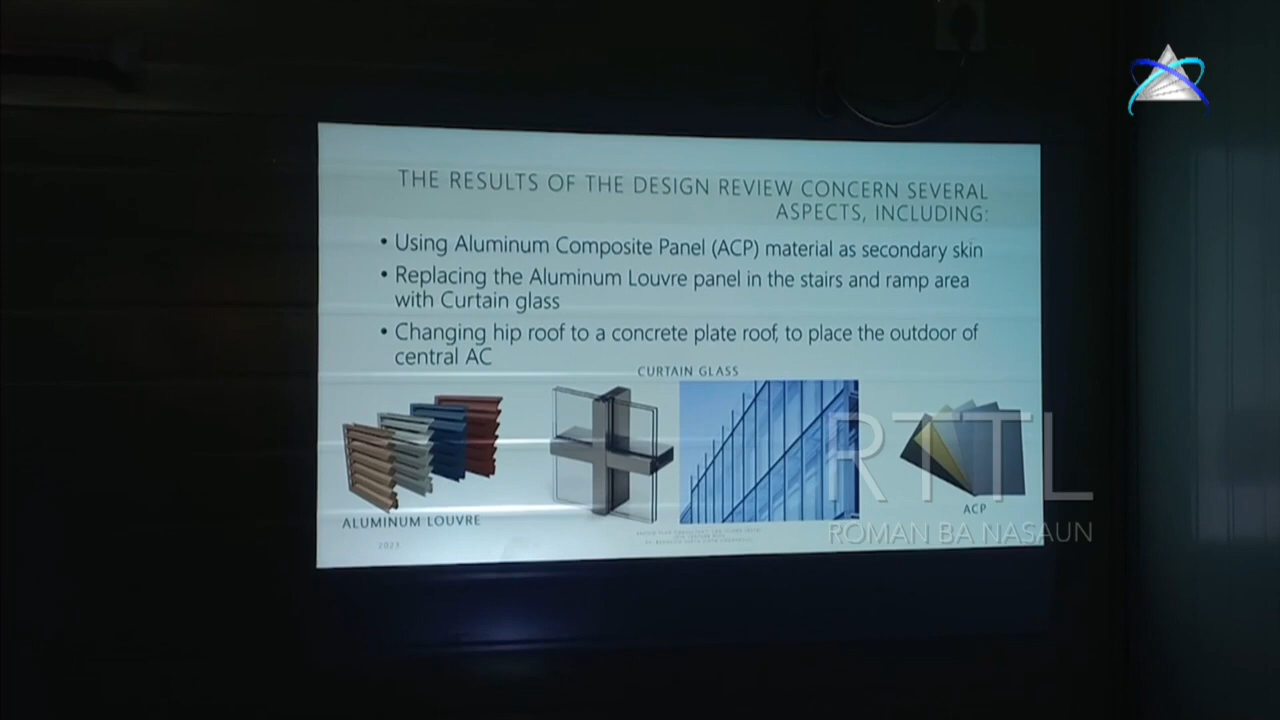 THE RESULTS OF THE DESIGN REVIEW CONCERN SEVERAL
ASPECTS, INCLUDING:
• Using Aluminum Composite Panel (ACP) material as secondary skin
• Replacing the Aluminum Louvre panel in the stairs and ramp area
with Curtain glass
• Changing hip roof to a concrete plate roof, to place the outdoor of
central AC
CURTAIN GLASS
ALUMINUM LOUVRE
ACP
2023
RTTL
ROMAN BA NASAUN